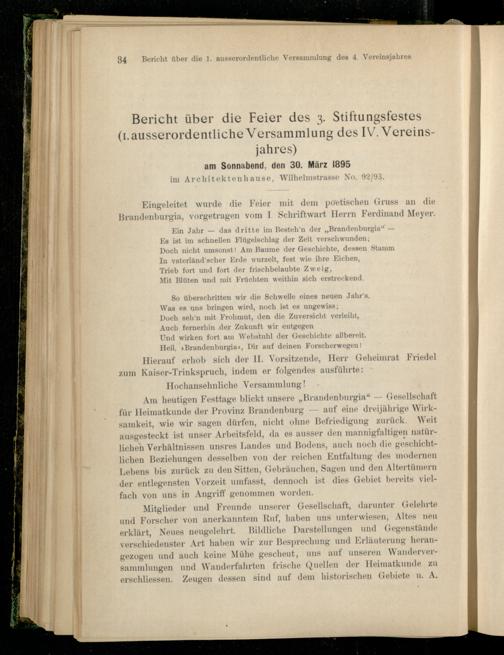 34 Bericht über die 1. ausserordentliche Versammlung des 4. Vereinsjahres
Bericht über die Feier des 3. Stiftungsfestes
(1. ausserordentliche Versammlung des IV. Vereins-
jahres)
am Sonnabend, den 30. März 1895
im Architektenhause, Wilhelmstrasse No. 92/93.
Eingeleitet wurde die Feier mit dem poetischen Gruss an die
Brandenburgia, vorgetragen vom I. Schriftwart Herrn Ferdinand Meyer.
Ein Jahr — das dritte im Besteh'n der „Brandenburgia“ —
Es ist im schnellen Flügelschlag der Zeit verschwunden;
Doch nicht umsonst! Am Baume der Geschichte, dessen Stamm
In vaterländ'scher Erde wurzelt, fest wie ihre Eichen,
Trieb fort und fort der frischbelaubte Zweig,
Mit Blüten und mit Früchten weithin sich erstreckend.
So überschritten wir die Schwelle eines neuen Jahr's.
Was es uns bringen wird, noch ist es ungewiss;
Doch seh'n mit Frohmut, den die Zuversicht verleiht,
Auch fernerhin der Zukunft wir entgegen
Und wirken fort am Webstuhl der Geschichte allbereit.
Heil, „Brandenburgia“, Dir auf deinen Forscherwegen!
Hierauf erhob sich der II. Vorsitzende, Herr Geheimrat Friedel
zum Kaiser-Trinkspruch, indem er folgendes ausführte:
Hochansehnliche Versammlung!
Am heutigen Festtage blickt unsere „Brandenburgia“ — Gesellschaft
für Heimatkunde der Provinz Brandenburg — auf eine dreijährige Wirk-
samkeit, wie wir sagen dürfen, nicht ohne Befriedigung zurück. Weit
ausgesteckt ist unser Arbeitsfeld, da es ausser den mannigfaltigen natür-
lichen Verhältnissen unsres Landes und Bodens, auch noch die geschicht-
lichen Beziehungen desselben von der reichen Entfaltung des modernen
Lebens bis zurück zu den Sitten, Gebräuchen, Sagen und den Altertümern
der entlegensten Vorzeit umfasst, dennoch ist dies Gebiet bereits viel-
fach von uns in Angriff genommen worden.
Mitglieder und Freunde unserer Gesellschaft, darunter Gelehrte
und Forscher von anerkanntem Ruf, haben uns unterwiesen, Altes neu
erklärt, Neues neugelehrt. Bildliche Darstellungen und Gegenstände
verschiedenster Art haben wir zur Besprechung und Erläuterung heran-
gezogen und auch keine Mühe gescheut, uns auf unseren Wanderver-
sammlungen und Wanderfahrten frische Quellen der Heimatkunde zu
erschliessen. Zeugen dessen sind auf dem historischen Gebiete u. A.